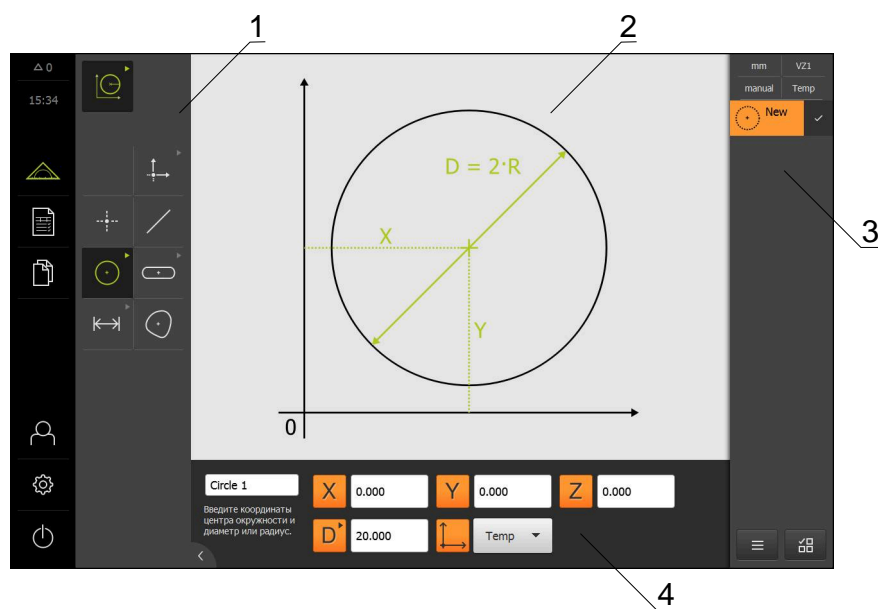 1
2
3
4
△ 0
15:34
D = 2·R
X
Y
0
mm VZ1
manual Temp
New
Circle 1
Введите координаты
центра окружности и
диаметр или радиус.
X 0.000 Y 0.000 Z 0.000
D 20.000 Temp